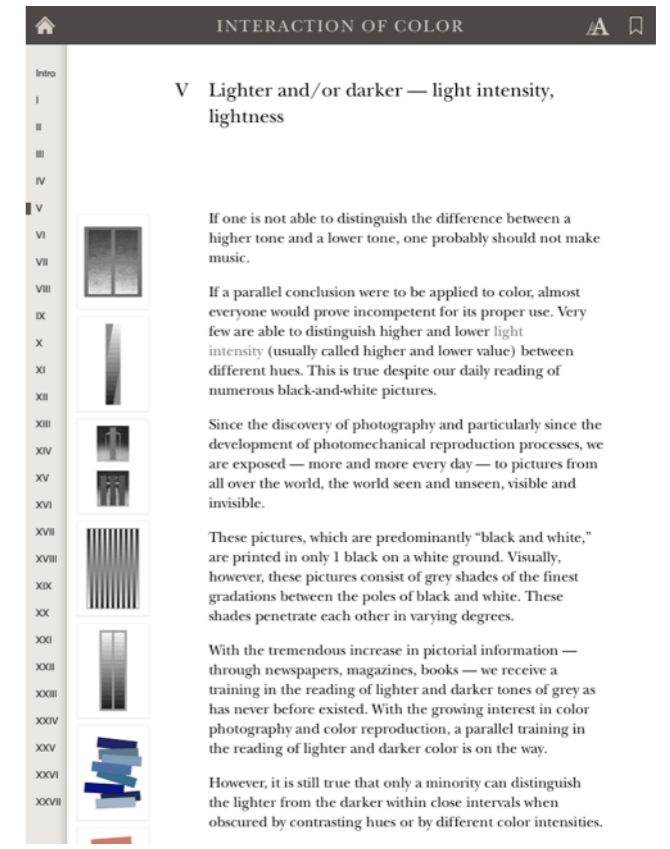 INTERACTION OF COLOR
A
Intro
I
II
III
IV
V
VI
VII
VIII
IX
X
XI
XII
XIII
XIV
XV
XVI
XVII
XVIII
XIX
XX
XXI
XXII
XXIII
XXIV
XXV
XXVI
XXVII
V Lighter and/or darker — light intensity,
lightness
If one is not able to distinguish the difference between a
higher tone and a lower tone, one probably should not make
music.
If a parallel conclusion were to be applied to color, almost
everyone would prove incompetent for its proper use. Very
few are able to distinguish higher and lower light
intensity (usually called higher and lower value) between
different hues. This is true despite our daily reading of
numerous black-and-white pictures.
Since the discovery of photography and particularly since the
development of photomechanical reproduction processes, we
are exposed — more and more every day — to pictures from
all over the world, the world seen and unseen, visible and
invisible.
These pictures, which are predominantly “black and white,”
are printed in only 1 black on a white ground. Visually,
however, these pictures consist of grey shades of the finest
gradations between the poles of black and white. These
shades penetrate each other in varying degrees.
With the tremendous increase in pictorial information —
through newspapers, magazines, books — we receive a
training in the reading of lighter and darker tones of grey as
has never before existed. With the growing interest in color
photography and color reproduction, a parallel training in
the reading of lighter and darker color is on the way.
However, it is still true that only a minority can distinguish
the lighter from the darker within close intervals when
obscured by contrasting hues or by different color intensities.